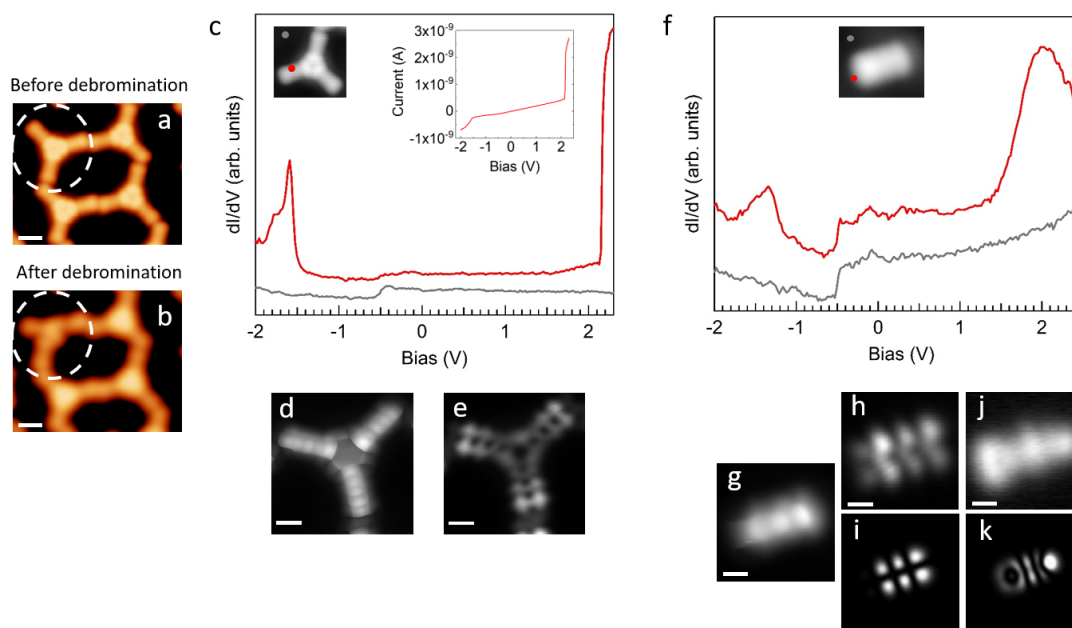 Before debromination
a
After debromination
b
c
dI/dV (arb. units)
3x10⁻⁹
2x10⁻⁹
1x10⁻⁹
0
-1x10⁻⁹
Current (A)
-2 -1 0 1 2
Bias (V)
-2 -1 0 1 2
Bias (V)
d
e
f
dI/dV (arb. units)
-2 -1 0 1 2
Bias (V)
g
h
j
i
k